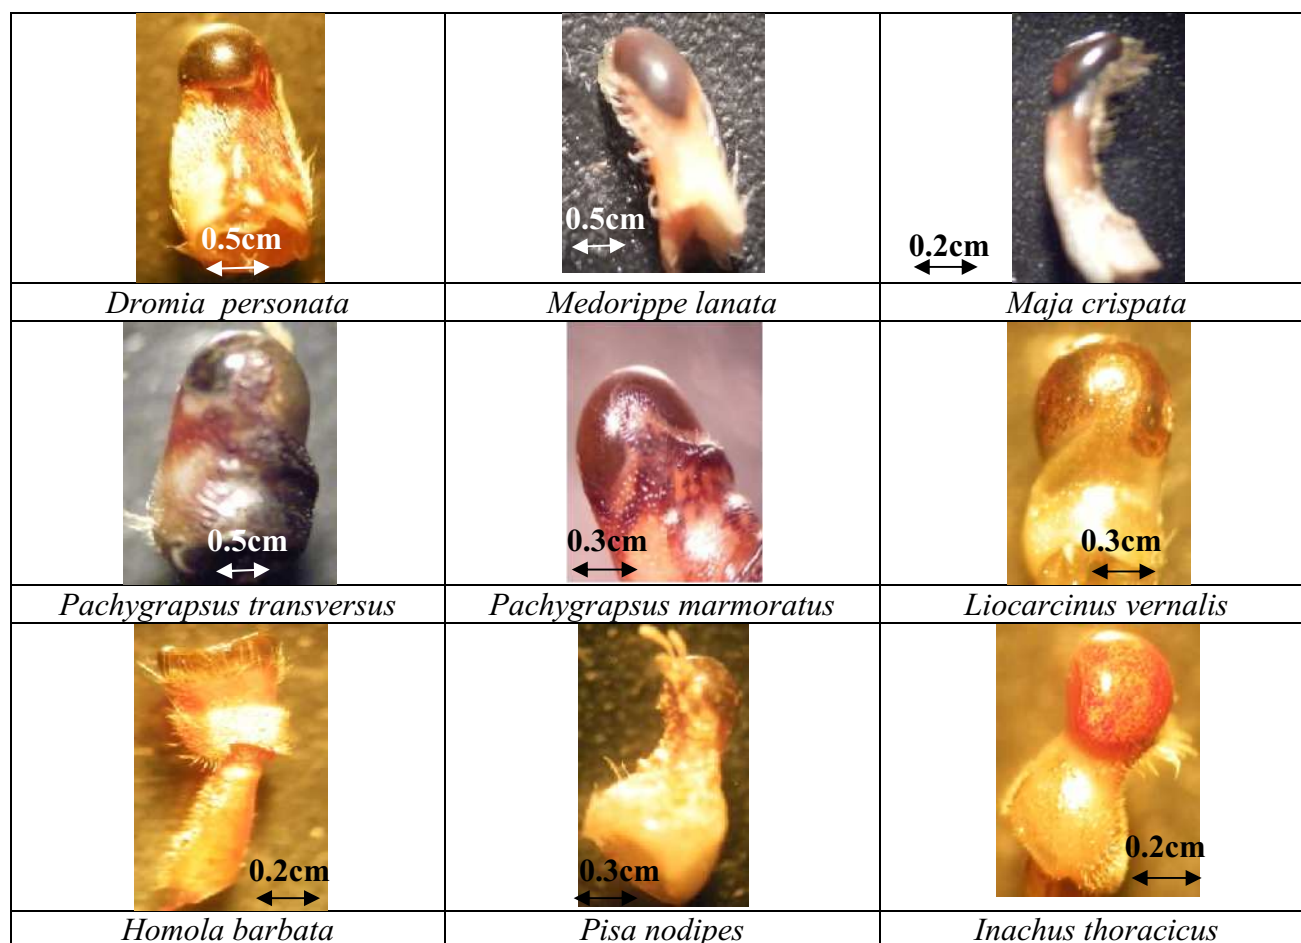 0.5cm
0.5cm
0.2cm
Dromia personata
Medorippe lanata
Maja crispata
0.5cm
0.3cm
0.3cm
Pachygrapsus transversus
Pachygrapsus marmoratus
Liocarcinus vernalis
0.2cm
0.3cm
0.2cm
Homola barbata
Pisa nodipes
Inachus thoracicus